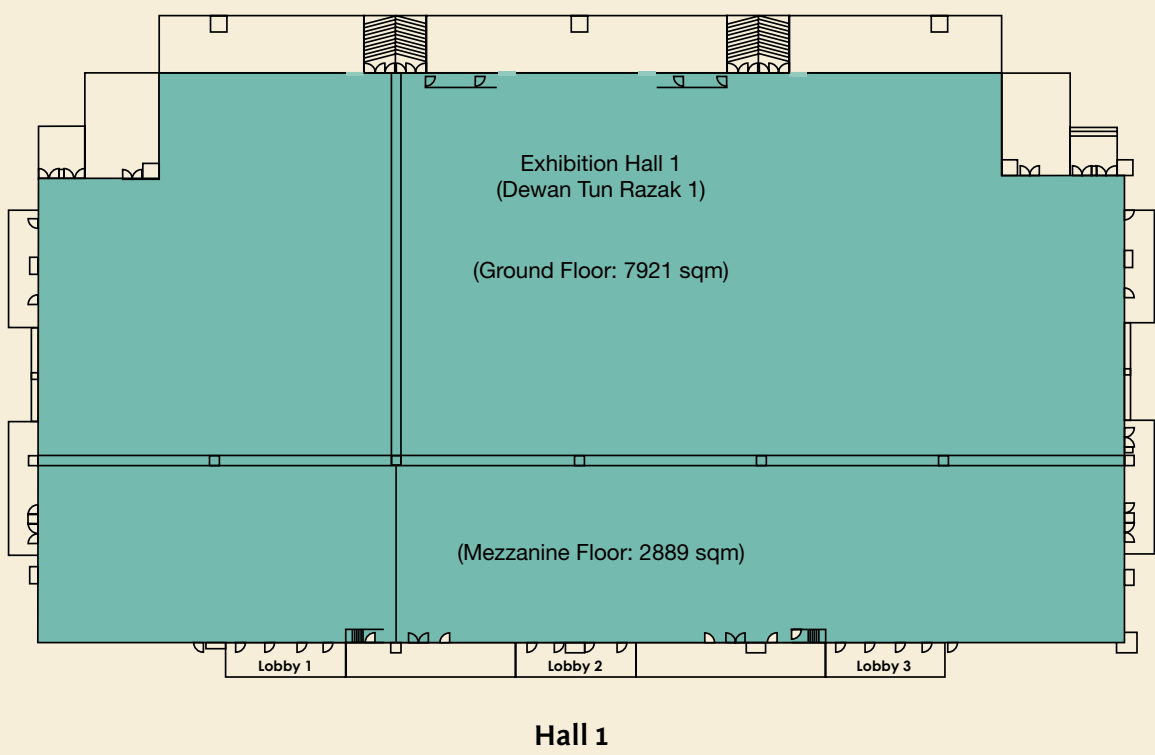 Exhibition Hall 1
(Dewan Tun Razak 1)
(Ground Floor: 7921 sqm)
(Mezzanine Floor: 2889 sqm)
Lobby 1
Lobby 2
Lobby 3
Hall 1